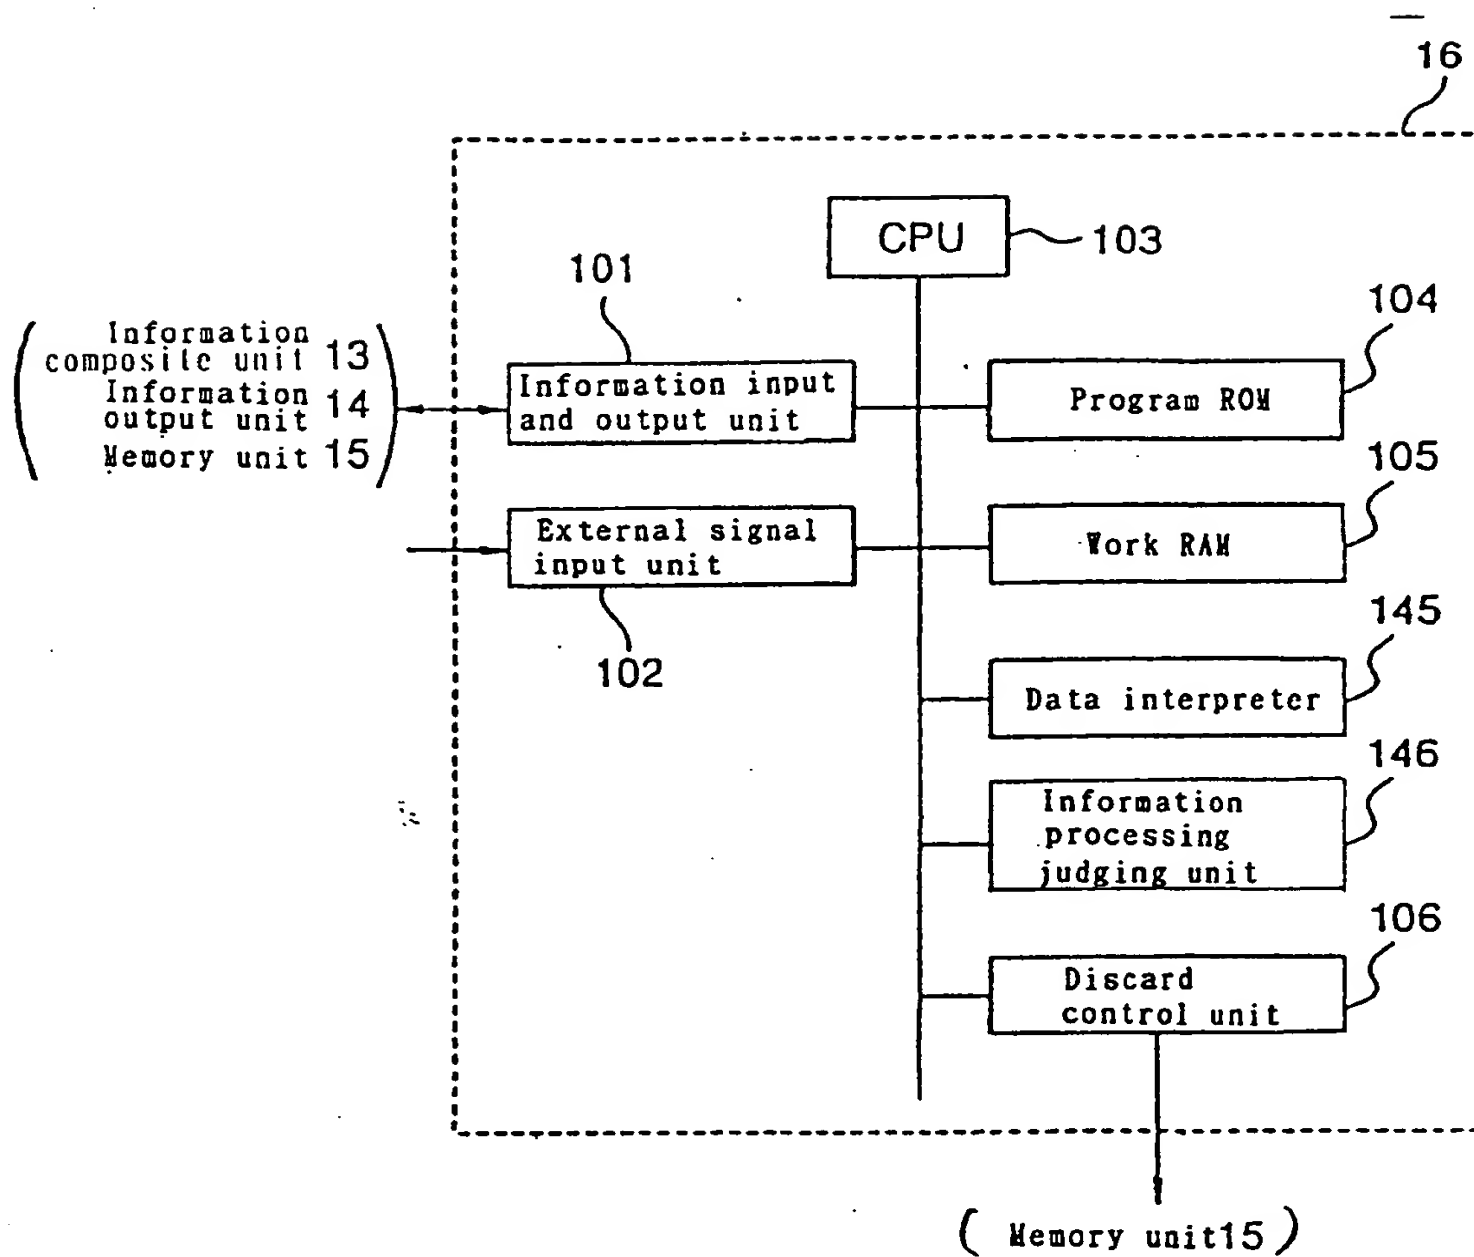 16
CPU
103
101
104
Information
composite unit 13
Information
output unit 14
Memory unit 15
Information input
and output unit
Program ROM
105
External signal
input unit
Work RAM
102
145
Data interpreter
146
Information
processing
judging unit
106
Discard
control unit
( Memory unit15 )